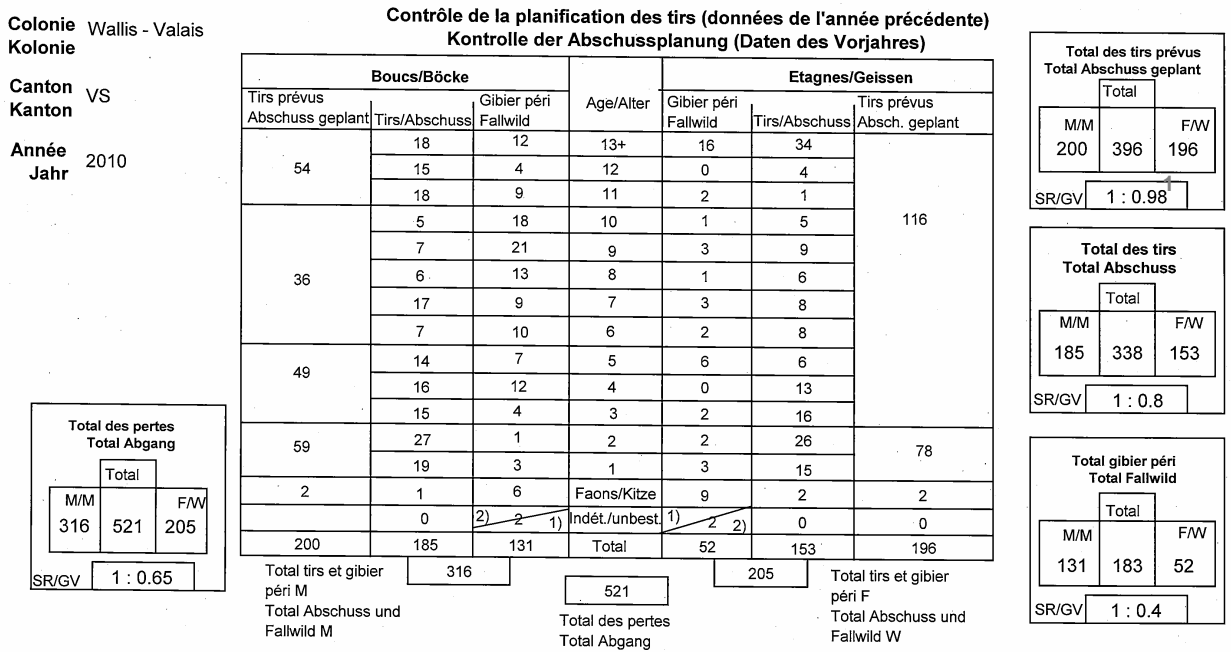 Contrôle de la planification des tirs (données de l'année précédente)
Kontrolle der Abschussplanung (Daten des Vorjahres)
Colonie Wallis - Valais
Kolonie
Canton VS
Kanton
Année 2010
Jahr
Boucs/Böcke Etagnes/Geissen
Tirs prévus Gibier péri Age/Alter Gibier péri Tirs prévus
Abschuss geplant Tirs/Abschuss Fallwild Fallwild Tirs/Abschuss Absch. geplant
18 12 13+ 16 34
54 15 4 12 0 4
18 9 11 2 1
5 18 10 1 5 116
7 21 9 3 9
36 6 13 8 1 6
17 9 7 3 8
7 10 6 2 8
14 7 5 6 6
49 16 12 4 0 13
15 4 3 2 16
59 27 1 2 2 26 78
19 3 1 3 15
2 1 6 Faons/Kitze 9 2 2
0 2) 2 1) Indét./unbest. 1) 2 2) 0 0
200 185 131 Total 52 153 196
316 521 205
Total tirs et gibier
péri M
Total Abschuss und
Fallwild M
Total des pertes
Total Abgang
Total tirs et gibier
péri F
Total Abschuss und
Fallwild W
Total des pertes
Total Abgang
Total
M/M F/W
316 521 205
SR/GV 1 : 0.65
Total des tirs prévus
Total Abschuss geplant
Total
M/M F/W
200 396 196
SR/GV 1 : 0.98 1
Total des tirs
Total Abschuss
Total
M/M F/W
185 338 153
SR/GV 1 : 0.8
Total gibier péri
Total Fallwild
Total
M/M F/W
131 183 52
SR/GV 1 : 0.4